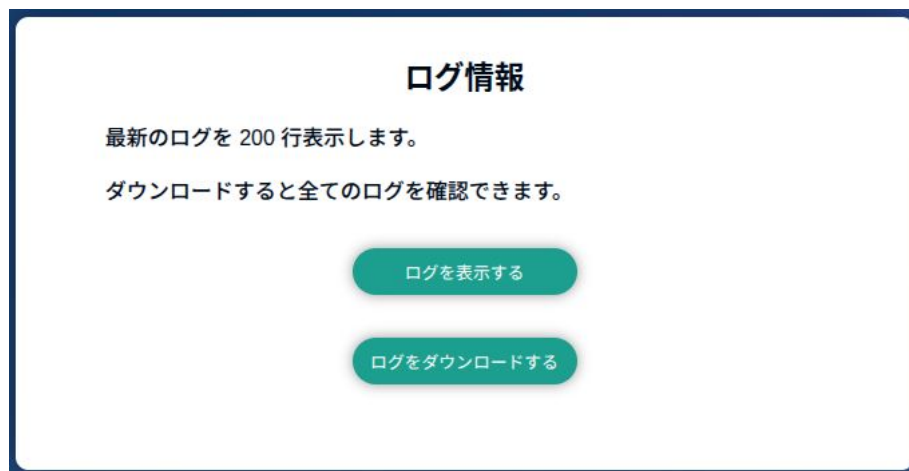 ログ情報
最新のログを 200 行表示します。
ダウンロードすると全てのログを確認できます。
ログを表示する
ログをダウンロードする